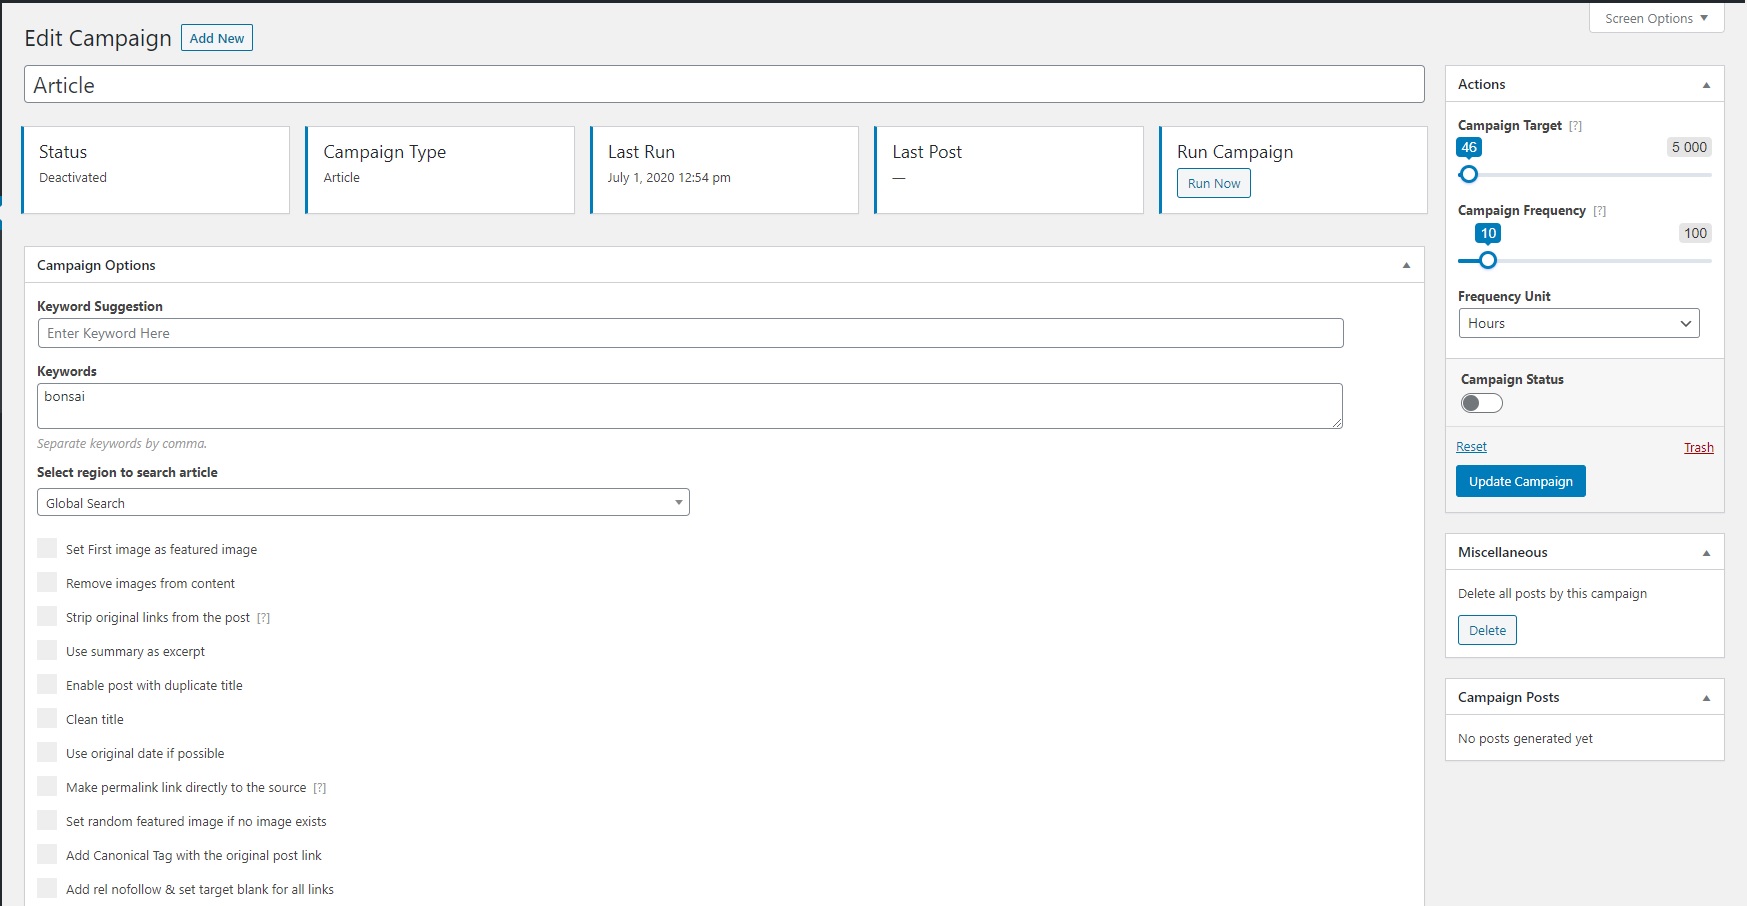 Screen Options
Edit Campaign
Add New
Article
Status
Deactivated
Campaign Type
Article
Last Run
July 1, 2020 12:54 pm
Last Post
—
Run Campaign
Run Now
Campaign Options
Keyword Suggestion
Enter Keyword Here
Keywords
bonsai
Separate keywords by comma.
Select region to search article
Global Search
Set First image as featured image
Remove images from content
Strip original links from the post [?]
Use summary as excerpt
Enable post with duplicate title
Clean title
Use original date if possible
Make permalink link directly to the source [?]
Set random featured image if no image exists
Add Canonical Tag with the original post link
Add rel nofollow & set target blank for all links
Actions
Campaign Target [?]
46 5 000
Campaign Frequency [?]
10 100
Frequency Unit
Hours
Campaign Status
Reset Trash
Update Campaign
Miscellaneous
Delete all posts by this campaign
Delete
Campaign Posts
No posts generated yet